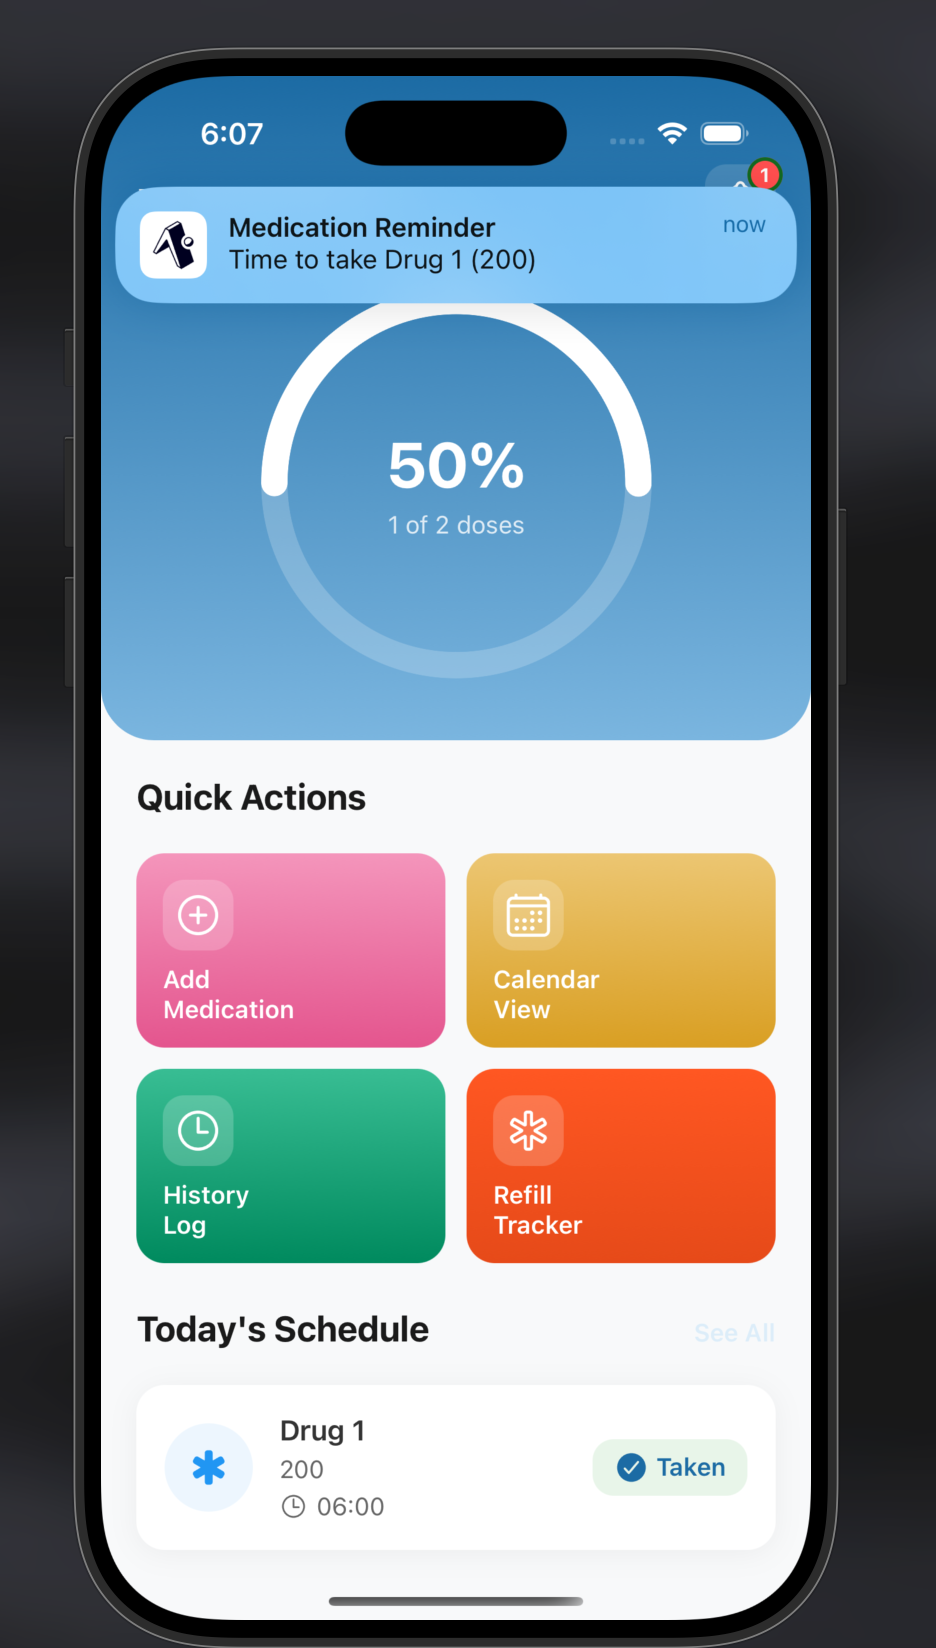 6:07
1
Medication Reminder
now
Time to take Drug 1 (200)
50%
1 of 2 doses
Quick Actions
Add
Medication
Calendar
View
History
Log
Refill
Tracker
Today's Schedule
See All
Drug 1
200
06:00
Taken